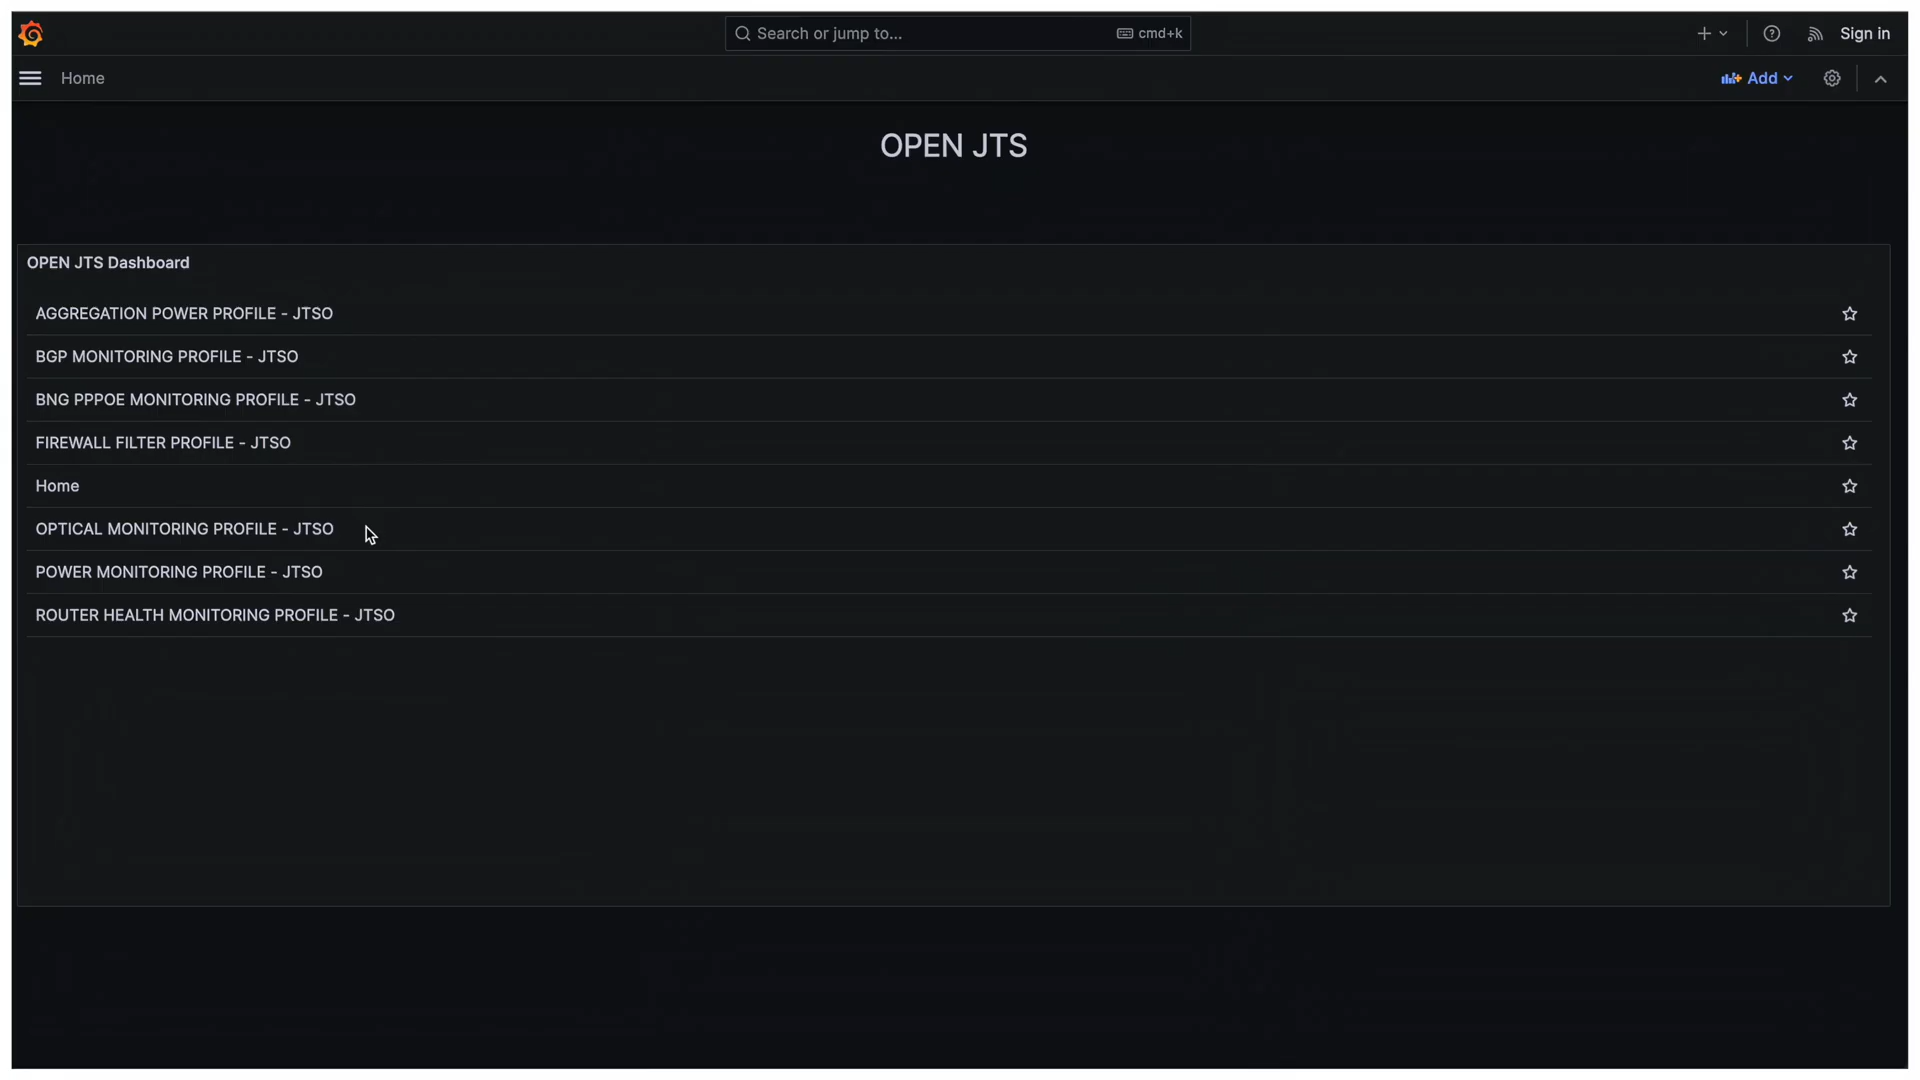 Search or jump to... cmd+k Sign in
Home Add
OPEN JTS
OPEN JTS Dashboard
AGGREGATION POWER PROFILE - JTSO
BGP MONITORING PROFILE - JTSO
BNG PPPOE MONITORING PROFILE - JTSO
FIREWALL FILTER PROFILE - JTSO
Home
OPTICAL MONITORING PROFILE - JTSO
POWER MONITORING PROFILE - JTSO
ROUTER HEALTH MONITORING PROFILE - JTSO